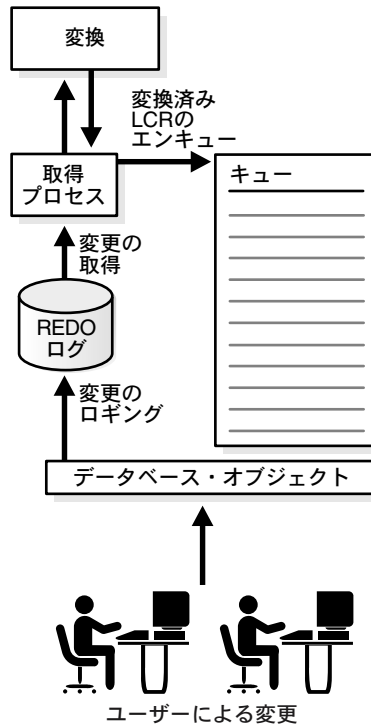 変換
変換済み
LCRの
エンキュー
取得
プロセス
キュー
変更の
取得
REDO
ログ
変更の
ロギング
データベース・オブジェクト
ユーザーによる変更